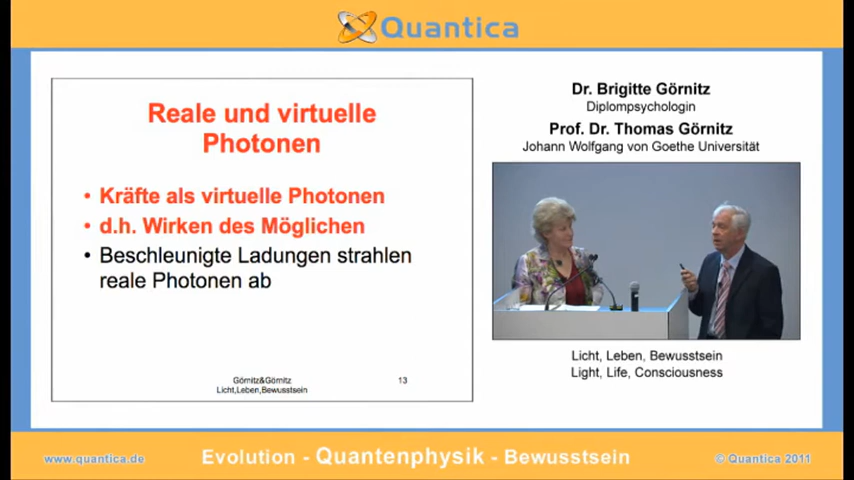 Quantica
Reale und virtuelle
Photonen
• Kräfte als virtuelle Photonen
• d.h. Wirken des Möglichen
• Beschleunigte Ladungen strahlen
reale Photonen ab
Görnitz&Görnitz
Licht,Leben,Bewusstsein
13
Dr. Brigitte Görnitz
Diplompsychologin
Prof. Dr. Thomas Görnitz
Johann Wolfgang von Goethe Universität
Licht, Leben, Bewusstsein
Light, Life, Consciousness
www.quantica.de
Evolution - Quantenphysik - Bewusstsein
© Quantica 2011